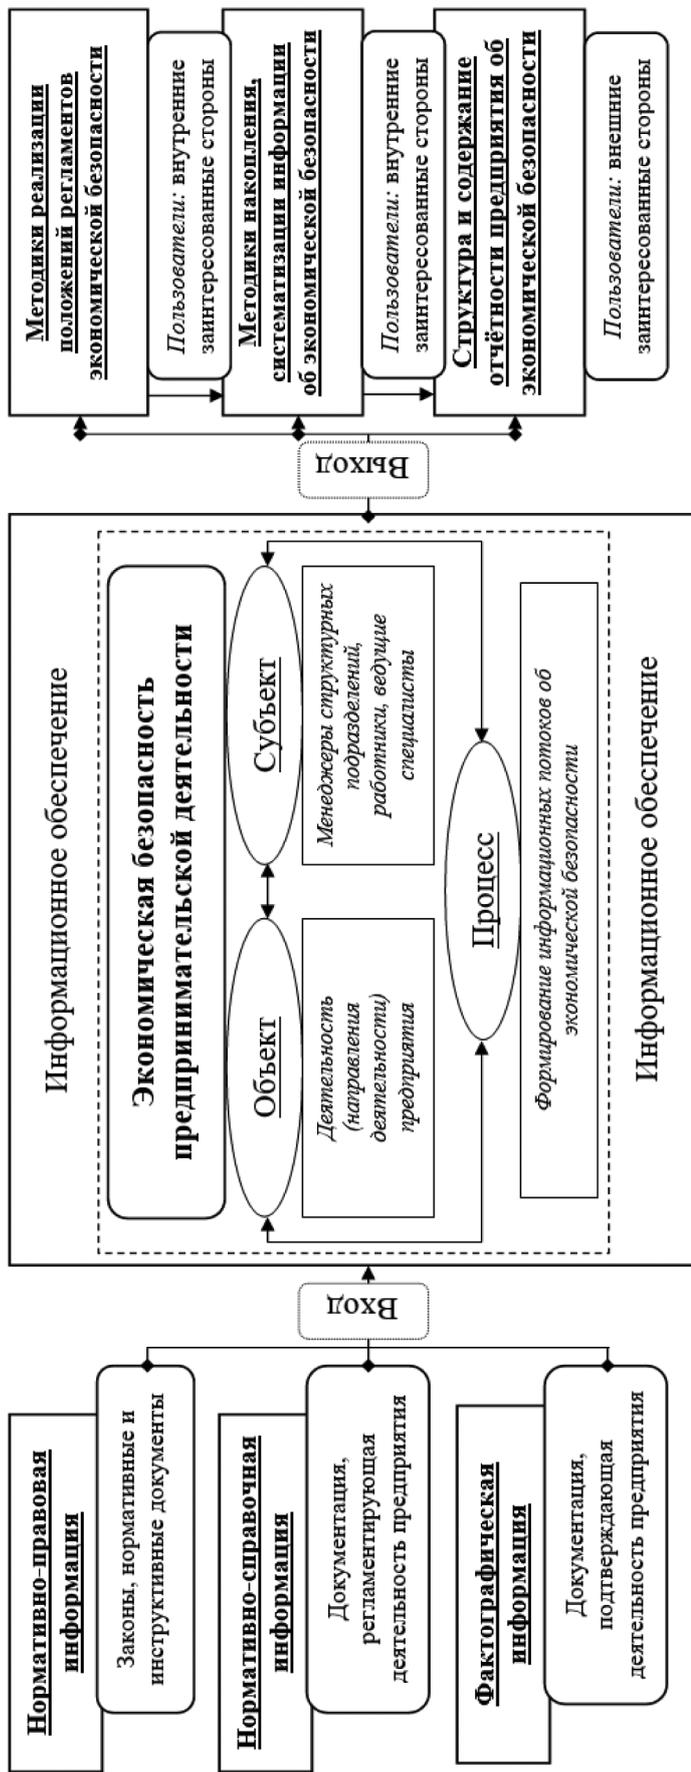 Нормативно-правовая
информация
Законы, нормативные и
инструктивные документы
Нормативно-справочная
информация
Документация,
регламентирующая
деятельность предприятия
Фактографическая
информация
Документация,
подтверждающая
деятельность предприятия
Вход
Информационное обеспечение
Экономическая безопасность
предпринимательской деятельности
Объект
Деятельность
(направления
деятельности)
предприятия
Субъект
Менеджеры структурных
подразделений,
работники, ведущие
специалисты
Процесс
Формирование информационных потоков об
экономической безопасности
Информационное обеспечение
Выход
Методики реализации
положений регламентов
экономической безопасности
Пользователи: внутренние
заинтересованные стороны
Методики накопления,
систематизации информации
об экономической безопасности
Пользователи: внутренние
заинтересованные стороны
Структура и содержание
отчётности предприятия об
экономической безопасности
Пользователи: внешние
заинтересованные стороны